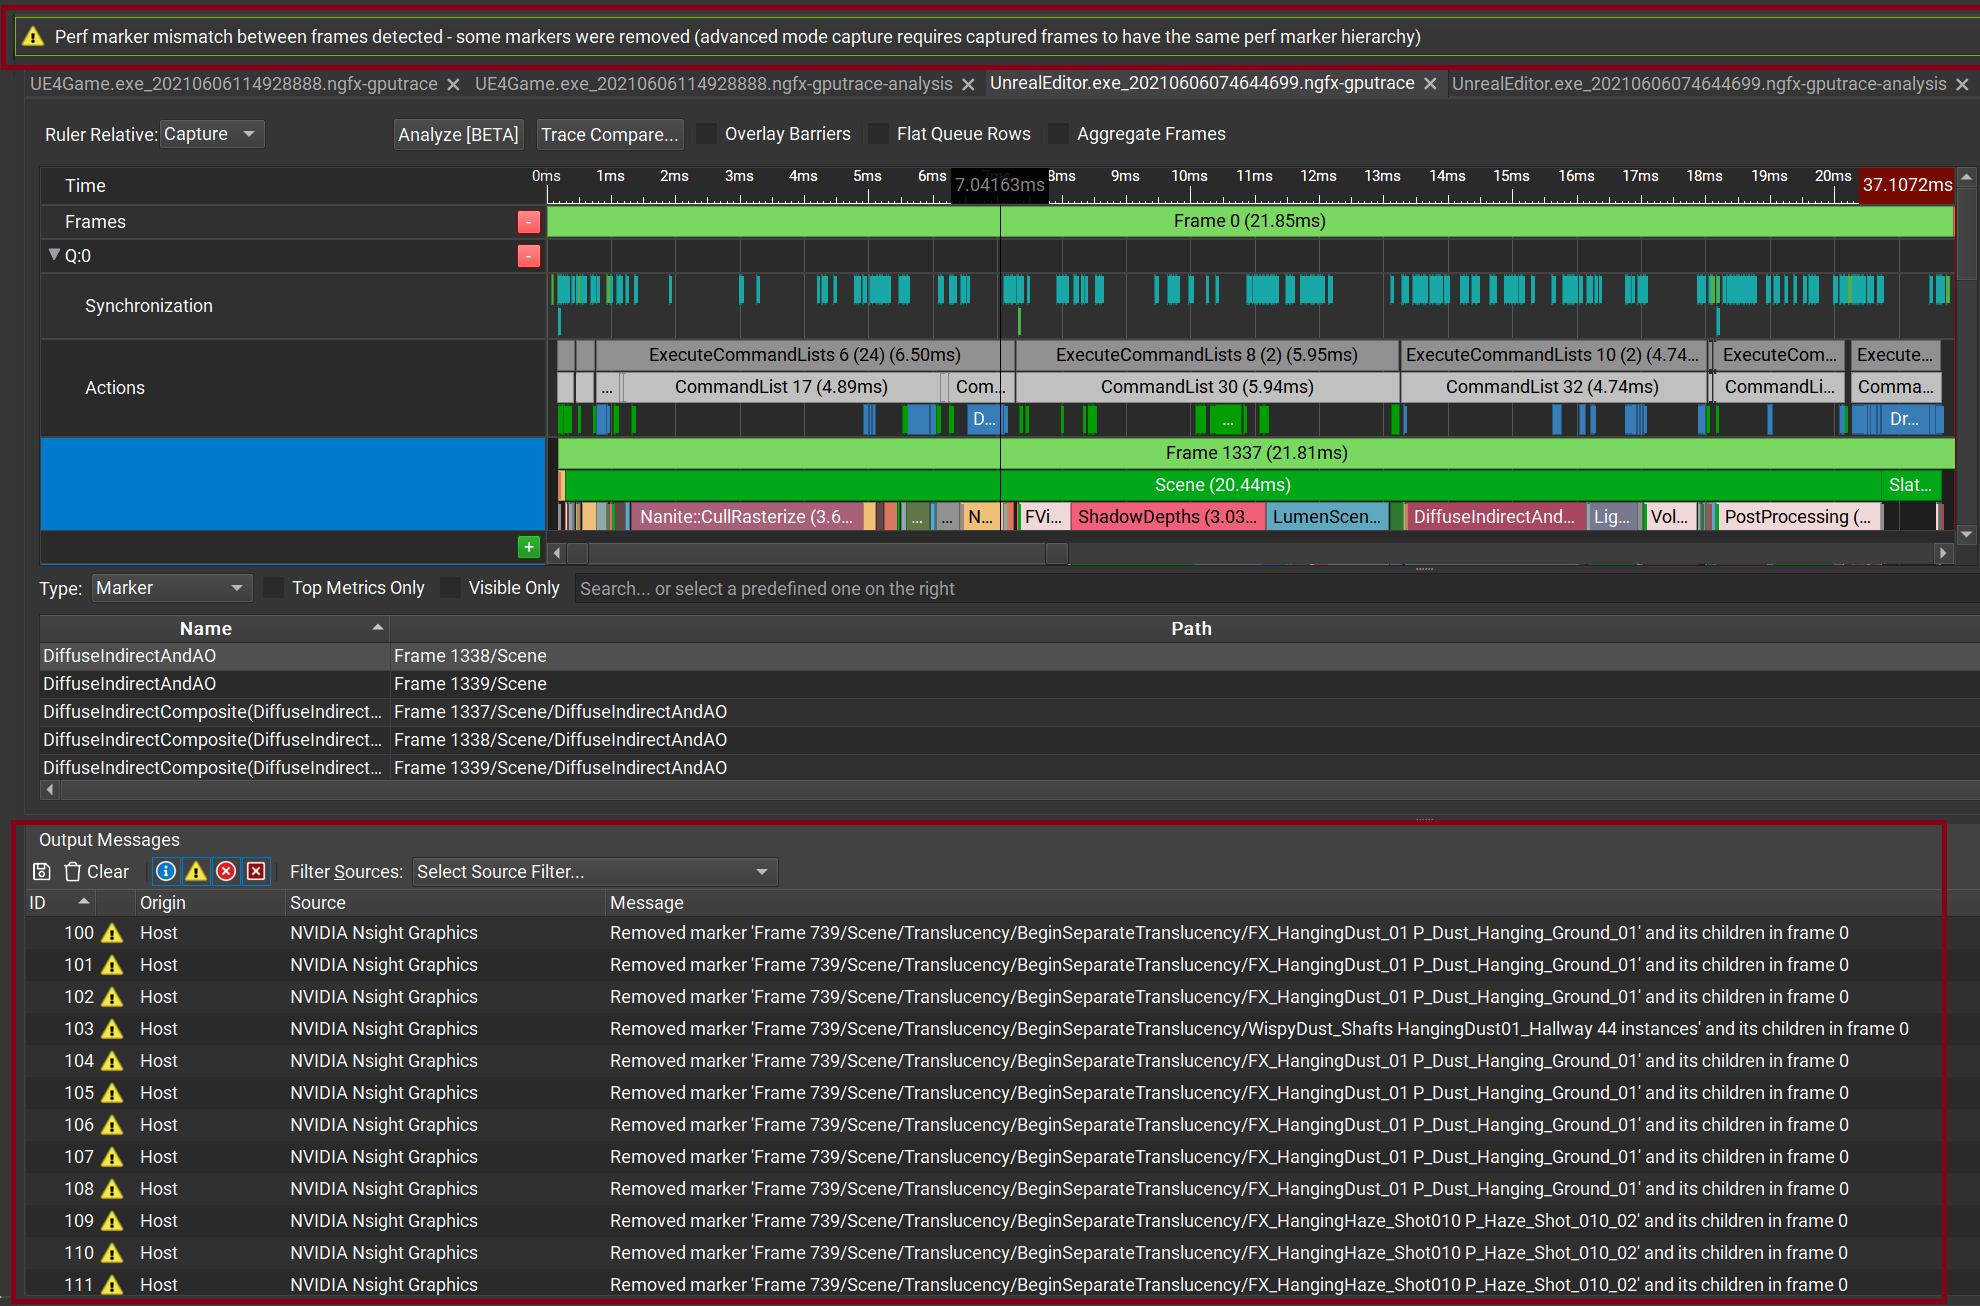 Perf marker mismatch between frames detected - some markers were removed (advanced mode capture requires captured frames to have the same perf marker hierarchy)
UE4Game.exe_20210606114928888.ngfx-gputrace UE4Game.exe_20210606114928888.ngfx-gputrace-analysis UnrealEditor.exe_20210606074644699.ngfx-gputrace UnrealEditor.exe_20210606074644699.ngfx-gputrace-analysis
Ruler Relative: Capture Analyze [BETA] Trace Compare... Overlay Barriers Flat Queue Rows Aggregate Frames
Time 0ms 1ms 2ms 3ms 4ms 5ms 6ms 7.04163ms 8ms 9ms 10ms 11ms 12ms 13ms 14ms 15ms 16ms 17ms 18ms 19ms 20ms 37.1072ms
Frames - Frame 0 (21.85ms)
Q:0 -
Synchronization
ExecuteCommandLists 6 (24) (6.50ms) ExecuteCommandLists 8 (2) (5.95ms) ExecuteCommandLists 10 (2) (4.74... ExecuteCom... Execute...
Actions ... CommandList 17 (4.89ms) Com... CommandList 30 (5.94ms) CommandList 32 (4.74ms) CommandLi... Comma...
D... ... Dr...
Frame 1337 (21.81ms)
Scene (20.44ms) Slat...
Nanite::CullRasterize (3.6... ... ... N... FVi... ShadowDepths (3.03... LumenScen... DiffuseIndirectAnd... Lig... Vol... PostProcessing (...
+
Type: Marker Top Metrics Only Visible Only Search... or select a predefined one on the right
Name Path
DiffuseIndirectAndAO Frame 1338/Scene
DiffuseIndirectAndAO Frame 1339/Scene
DiffuseIndirectComposite(DiffuseIndirect... Frame 1337/Scene/DiffuseIndirectAndAO
DiffuseIndirectComposite(DiffuseIndirect... Frame 1338/Scene/DiffuseIndirectAndAO
DiffuseIndirectComposite(DiffuseIndirect... Frame 1339/Scene/DiffuseIndirectAndAO
Output Messages
Clear Filter Sources: Select Source Filter...
ID Origin Source Message
100 Host NVIDIA Nsight Graphics Removed marker 'Frame 739/Scene/Translucency/BeginSeparateTranslucency/FX_HangingDust_01 P_Dust_Hanging_Ground_01' and its children in frame 0
101 Host NVIDIA Nsight Graphics Removed marker 'Frame 739/Scene/Translucency/BeginSeparateTranslucency/FX_HangingDust_01 P_Dust_Hanging_Ground_01' and its children in frame 0
102 Host NVIDIA Nsight Graphics Removed marker 'Frame 739/Scene/Translucency/BeginSeparateTranslucency/FX_HangingDust_01 P_Dust_Hanging_Ground_01' and its children in frame 0
103 Host NVIDIA Nsight Graphics Removed marker 'Frame 739/Scene/Translucency/BeginSeparateTranslucency/WispyDust_Shafts HangingDust01_Hallway 44 instances' and its children in frame 0
104 Host NVIDIA Nsight Graphics Removed marker 'Frame 739/Scene/Translucency/BeginSeparateTranslucency/FX_HangingDust_01 P_Dust_Hanging_Ground_01' and its children in frame 0
105 Host NVIDIA Nsight Graphics Removed marker 'Frame 739/Scene/Translucency/BeginSeparateTranslucency/FX_HangingDust_01 P_Dust_Hanging_Ground_01' and its children in frame 0
106 Host NVIDIA Nsight Graphics Removed marker 'Frame 739/Scene/Translucency/BeginSeparateTranslucency/FX_HangingDust_01 P_Dust_Hanging_Ground_01' and its children in frame 0
107 Host NVIDIA Nsight Graphics Removed marker 'Frame 739/Scene/Translucency/BeginSeparateTranslucency/FX_HangingDust_01 P_Dust_Hanging_Ground_01' and its children in frame 0
108 Host NVIDIA Nsight Graphics Removed marker 'Frame 739/Scene/Translucency/BeginSeparateTranslucency/FX_HangingDust_01 P_Dust_Hanging_Ground_01' and its children in frame 0
109 Host NVIDIA Nsight Graphics Removed marker 'Frame 739/Scene/Translucency/BeginSeparateTranslucency/FX_HangingHaze_Shot010 P_Haze_Shot_010_02' and its children in frame 0
110 Host NVIDIA Nsight Graphics Removed marker 'Frame 739/Scene/Translucency/BeginSeparateTranslucency/FX_HangingHaze_Shot010 P_Haze_Shot_010_02' and its children in frame 0
111 Host NVIDIA Nsight Graphics Removed marker 'Frame 739/Scene/Translucency/BeginSeparateTranslucency/FX_HangingHaze_Shot010 P_Haze_Shot_010_02' and its children in frame 0